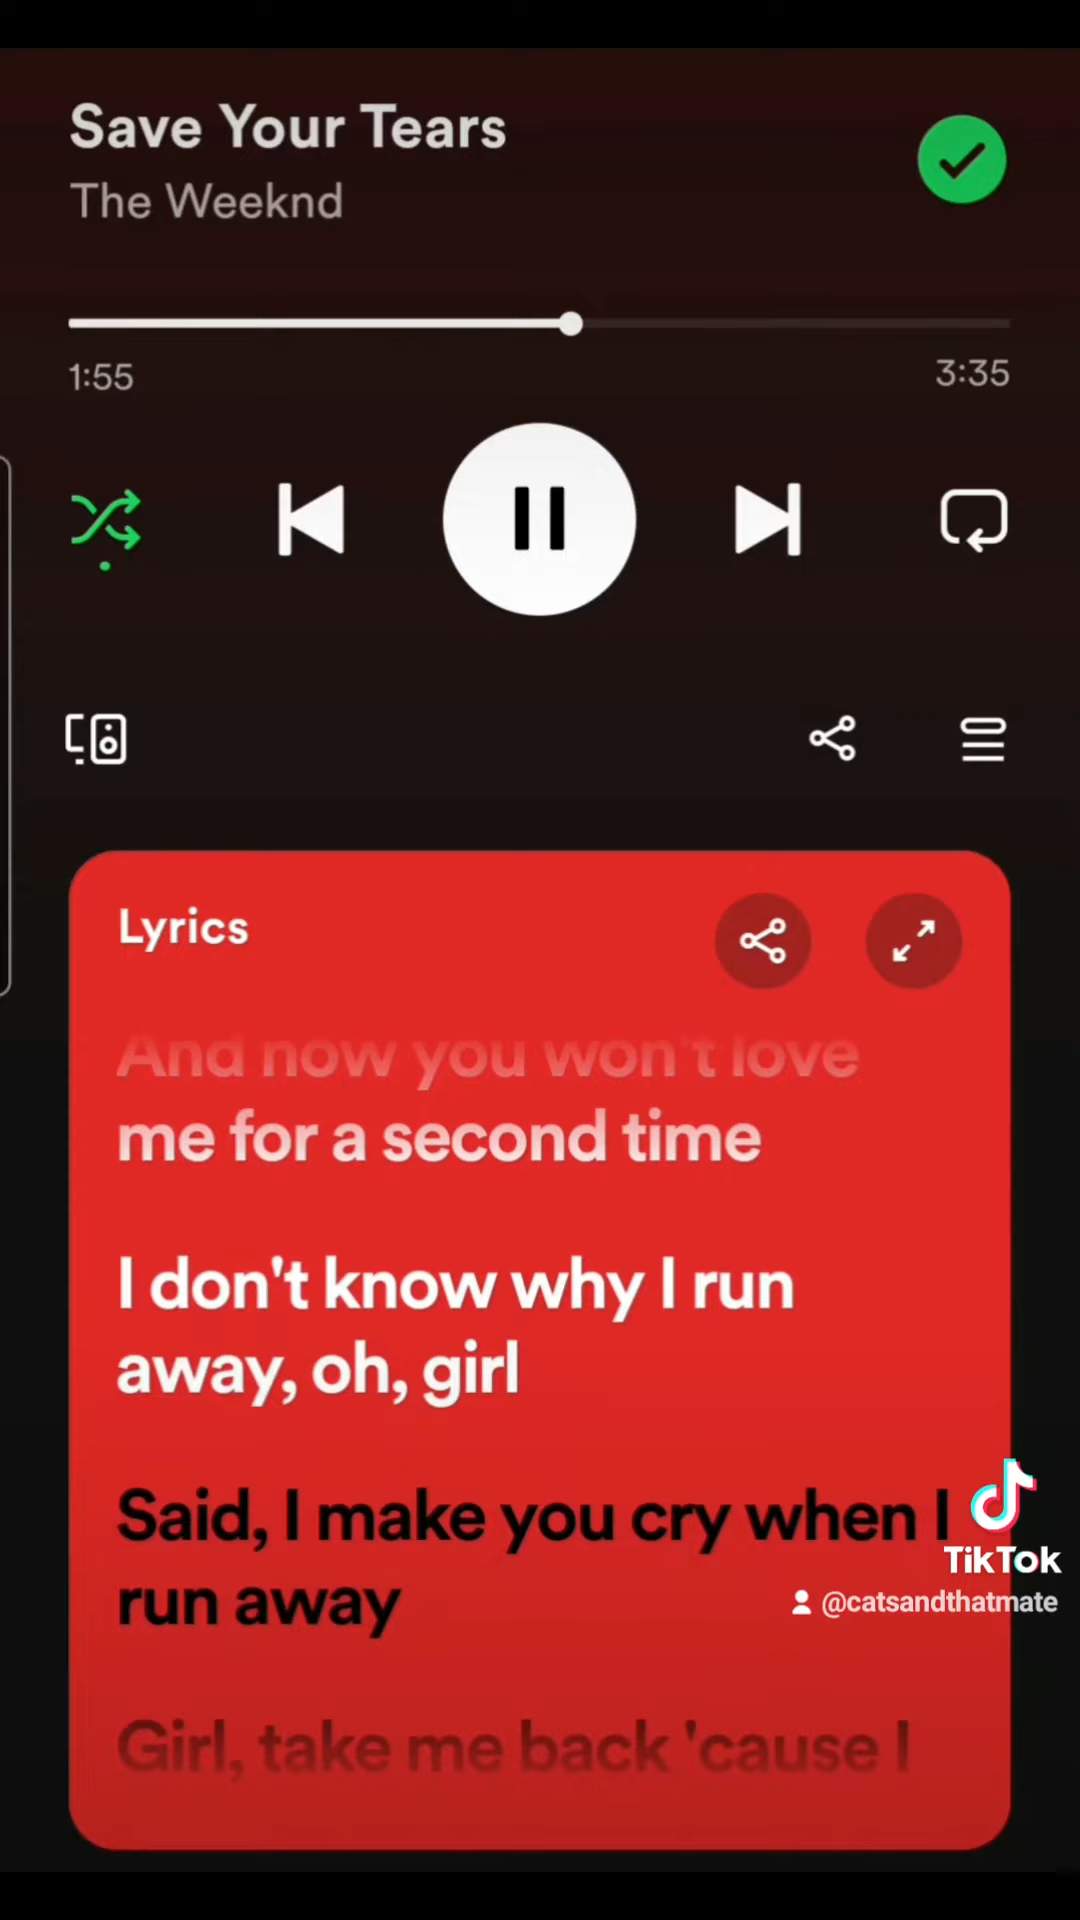 Save Your Tears
The Weeknd
1:55
3:35
Lyrics
And now you won't love
me for a second time
I don't know why I run
away, oh, girl
Said, I make you cry when I
run away
Girl, take me back 'cause I
TikTok
@catsandthatmate